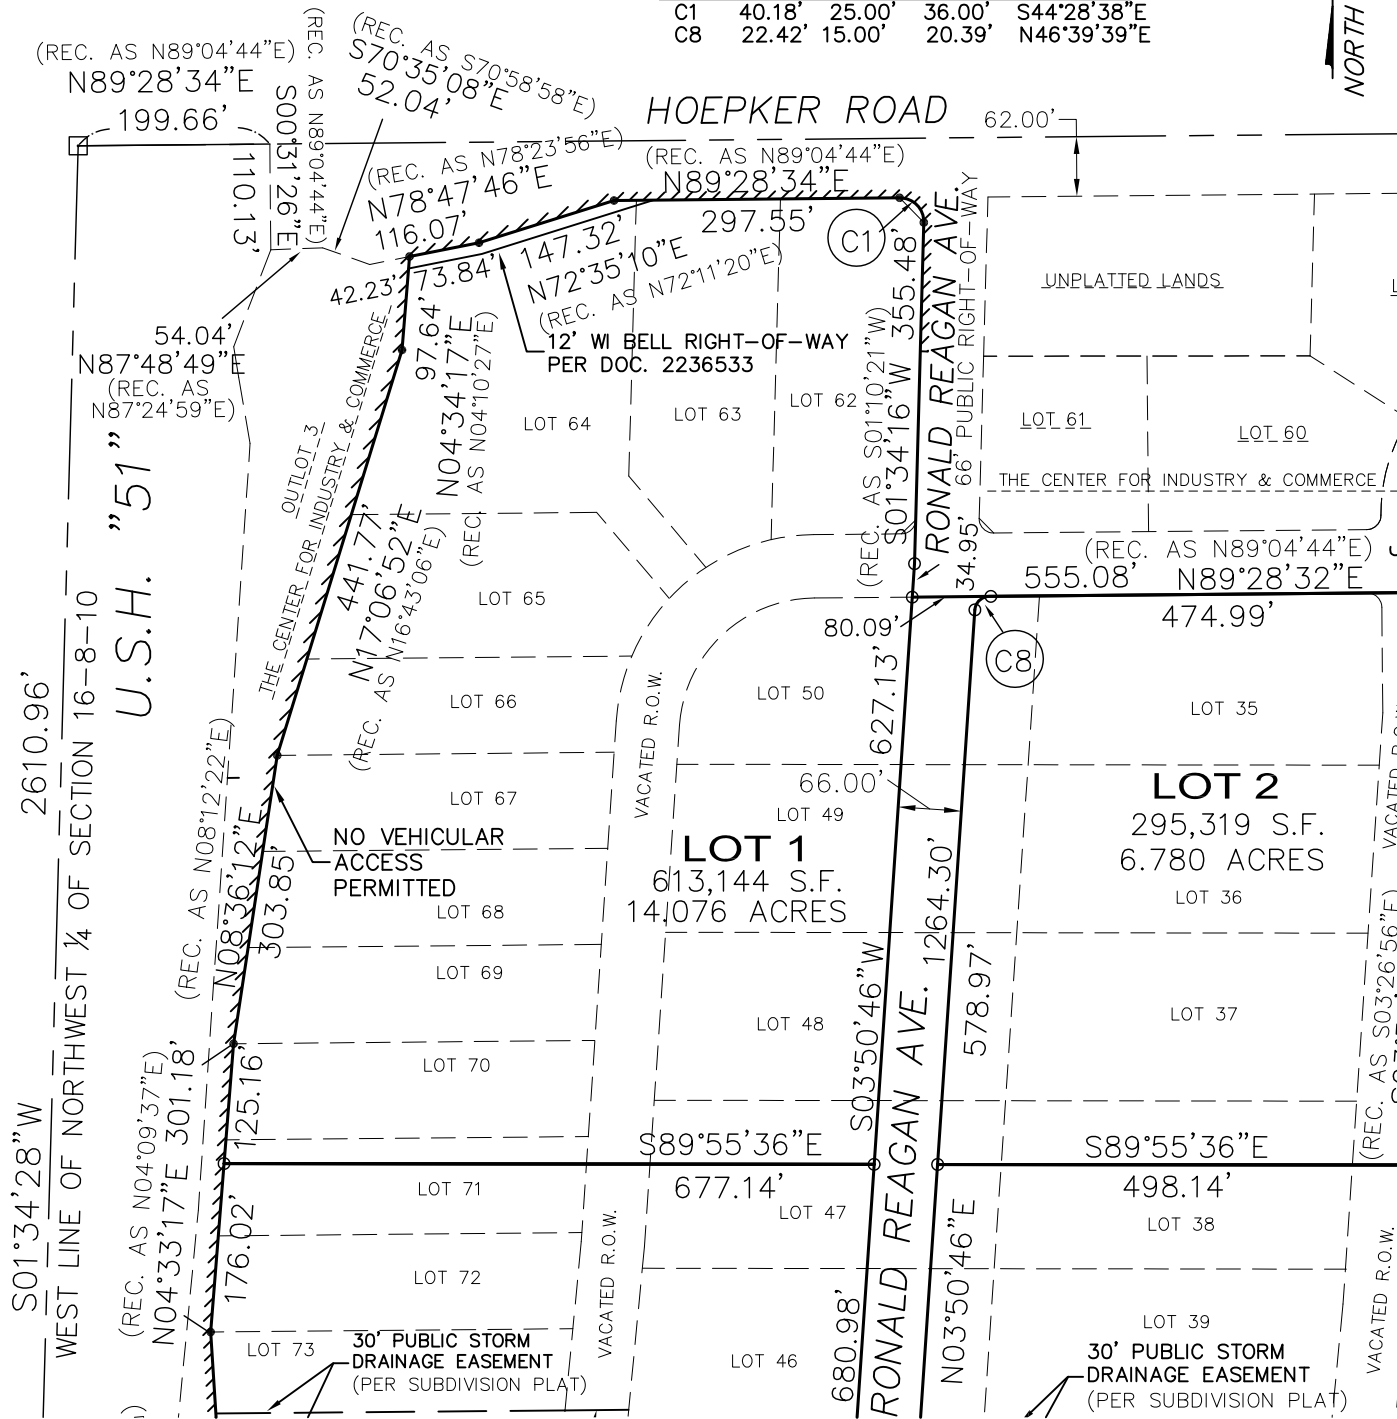 C1 40.18' 25.00' 36.00' S44°28'38"E
C8 22.42' 15.00' 20.39' N46°39'39"E
NORTH
(REC. AS N89°04'44"E)
N89°28'34"E
199.66'
S00°31'26"E
110.13'
(REC. AS N89°04'44"E)
(REC. AS S70°58'58"E)
S70°35'08"E
52.04'
HOEPKER ROAD
62.00'
(REC. AS N78°23'56"E)
N78°47'46"E
116.07'
(REC. AS N89°04'44"E)
N89°28'34"E
297.55'
C1
147.32'
N72°35'10"E
(REC. AS N72°11'20"E)
73.84'
42.23'
12' WI BELL RIGHT-OF-WAY
PER DOC. 2236533
54.04'
N87°48'49"E
(REC. AS
N87°24'59"E)
97.64'
N04°34'17"E
(REC. AS N04°10'27"E)
OUTLOT 3
THE CENTER FOR INDUSTRY & COMMERCE
LOT 64
LOT 63
LOT 62
(REC. AS S01°10'21"W)
S01°34'16"W 355.48'
RONALD REAGAN AVE.
66' PUBLIC RIGHT-OF-WAY
UNPLATTED LANDS
LOT 61
LOT 60
THE CENTER FOR INDUSTRY & COMMERCE
U.S.H. "51"
441.77'
N17°06'52"E
(REC. AS N16°43'06"E)
34.95'
(REC. AS N89°04'44"E)
555.08' N89°28'32"E
474.99'
80.09'
C8
LOT 65
LOT 66
LOT 50
LOT 35
VACATED R.O.W.
627.13'
66.00'
LOT 67
LOT 49
LOT 1
613,144 S.F.
14.076 ACRES
LOT 2
295,319 S.F.
6.780 ACRES
LOT 36
2610.96'
S01°34'28"W
WEST LINE OF NORTHWEST ¼ OF SECTION 16-8-10
(REC. AS N08°12'22"E)
N08°36'12"E
303.85'
NO VEHICULAR
ACCESS
PERMITTED
LOT 68
LOT 69
LOT 48
LOT 37
LOT 70
S03°50'46"W
RONALD REAGAN AVE.
1264.30'
578.97'
(REC. AS S03°26'56"E)
(REC. AS N04°09'37"E)
N04°33'17"E 301.18'
125.16'
S89°55'36"E
677.14'
S89°55'36"E
498.14'
LOT 71
LOT 47
LOT 38
176.02'
LOT 72
VACATED R.O.W.
N03°50'46"E
680.98'
RONALD REAGAN AVE.
LOT 39
VACATED R.O.W.
LOT 73
30' PUBLIC STORM
DRAINAGE EASEMENT
(PER SUBDIVISION PLAT)
LOT 46
30' PUBLIC STORM
DRAINAGE EASEMENT
(PER SUBDIVISION PLAT)